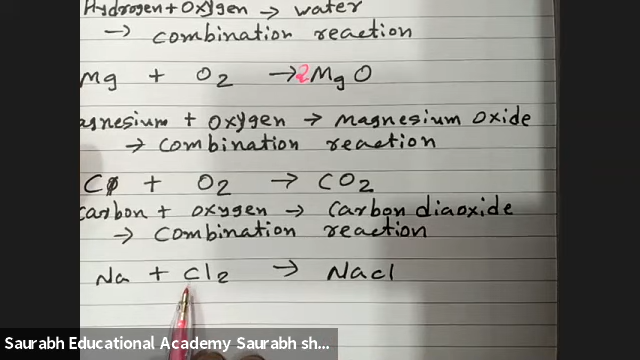 Hydrogen + Oxygen → water
→ combination reaction
Mg + O2 → 2MgO
agnesium + oxygen → magnesium oxide
→ combination reaction
C + O2 → CO2
carbon + oxygen → carbon diaoxide
→ combination reaction
Na + Cl2 → Nacl
Saurabh Educational Academy Saurabh sh...